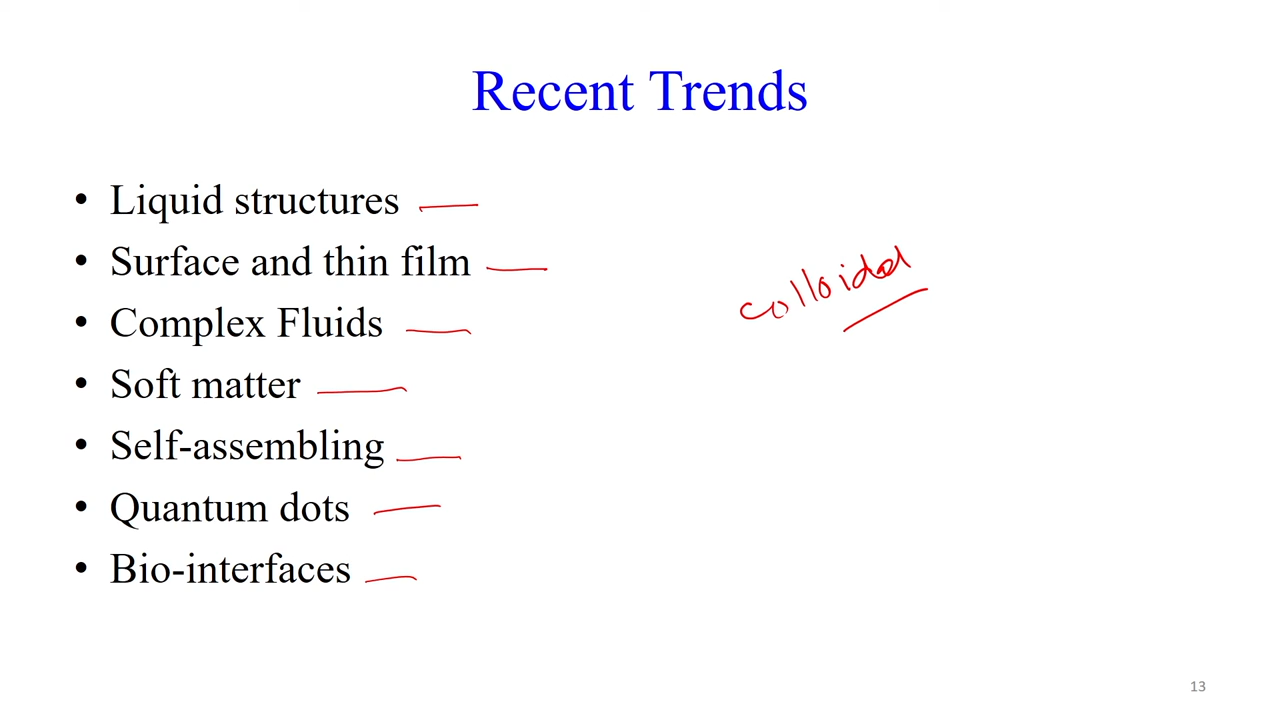 Recent Trends
• Liquid structures
• Surface and thin film
• Complex Fluids
• Soft matter
• Self-assembling
• Quantum dots
• Bio-interfaces
colloidal
13